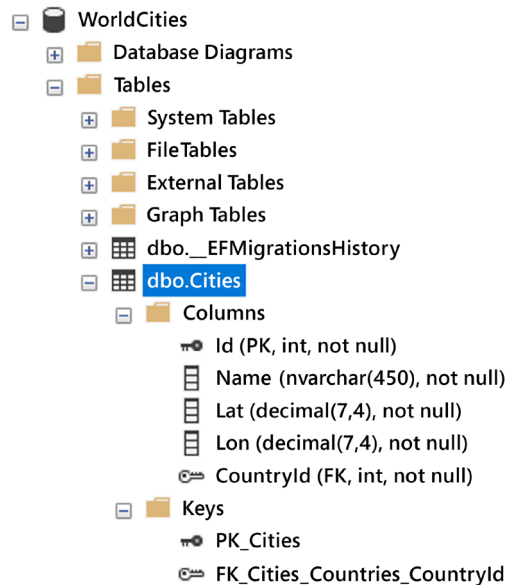 WorldCities
Database Diagrams
Tables
System Tables
FileTables
External Tables
Graph Tables
dbo.__EFMigrationsHistory
dbo.Cities
Columns
Id (PK, int, not null)
Name (nvarchar(450), not null)
Lat (decimal(7,4), not null)
Lon (decimal(7,4), not null)
CountryId (FK, int, not null)
Keys
PK_Cities
FK_Cities_Countries_CountryId